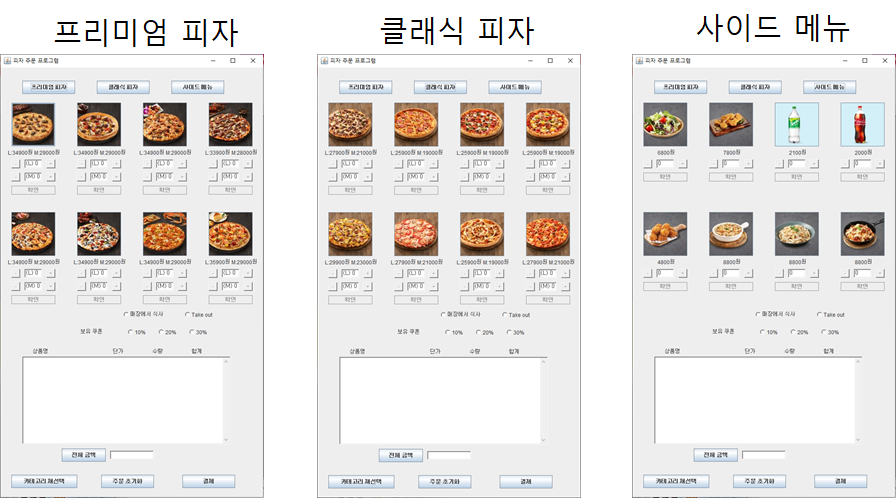 프리미엄 피자
클래식 피자
사이드 메뉴
피자 주문 프로그램
프리미엄 피자 클래식 피자 사이드 메뉴
L:34900원 M:29000원 L:34900원 M:29000원 L:34900원 M:29000원 L:33900원 M:28000원
- (L) 0 + - (L) 0 + - (L) 0 + - (L) 0 +
- (M) 0 + - (M) 0 + - (M) 0 + - (M) 0 +
확인 확인 확인 확인
L:34900원 M:29000원 L:34900원 M:29000원 L:34900원 M:29000원 L:35900원 M:29000원
- (L) 0 + - (L) 0 + - (L) 0 + - (L) 0 +
- (M) 0 + - (M) 0 + - (M) 0 + - (M) 0 +
확인 확인 확인 확인
매장에서 식사 Take out
보유 쿠폰 10% 20% 30%
상품명 단가 수량 합계
전체 금액
카테고리 재선택 주문 초기화 결제
피자 주문 프로그램
프리미엄 피자 클래식 피자 사이드 메뉴
L:27900원 M:21000원 L:25900원 M:19000원 L:25900원 M:19000원 L:25900원 M:19000원
- (L) 0 + - (L) 0 + - (L) 0 + - (L) 0 +
- (M) 0 + - (M) 0 + - (M) 0 + - (M) 0 +
확인 확인 확인 확인
L:29900원 M:23000원 L:27900원 M:21000원 L:25900원 M:19000원 L:27900원 M:21000원
- (L) 0 + - (L) 0 + - (L) 0 + - (L) 0 +
- (M) 0 + - (M) 0 + - (M) 0 + - (M) 0 +
확인 확인 확인 확인
매장에서 식사 Take out
보유 쿠폰 10% 20% 30%
상품명 단가 수량 합계
전체 금액
카테고리 재선택 주문 초기화 결제
피자 주문 프로그램
프리미엄 피자 클래식 피자 사이드 메뉴
6800원 7800원 2100원 2000원
- 0 + - 0 + - 0 + - 0 +
확인 확인 확인 확인
4800원 8800원 8800원 8800원
- 0 + - 0 + - 0 + - 0 +
확인 확인 확인 확인
매장에서 식사 Take out
보유 쿠폰 10% 20% 30%
상품명 단가 수량 합계
전체 금액
카테고리 재선택 주문 초기화 결제